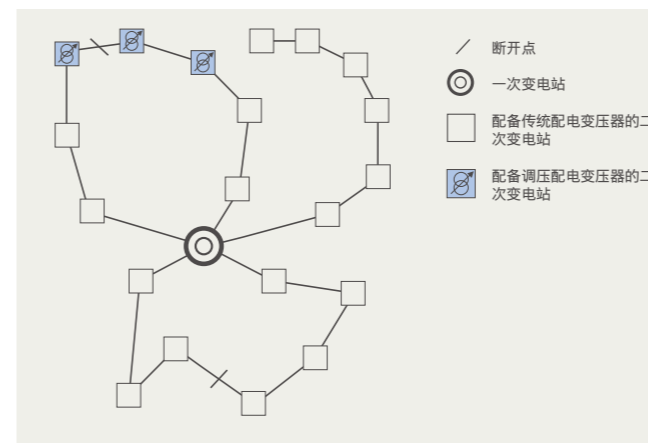 断开点
一次变电站
配备传统配电变压器的二
次变电站
配备调压配电变压器的二
次变电站